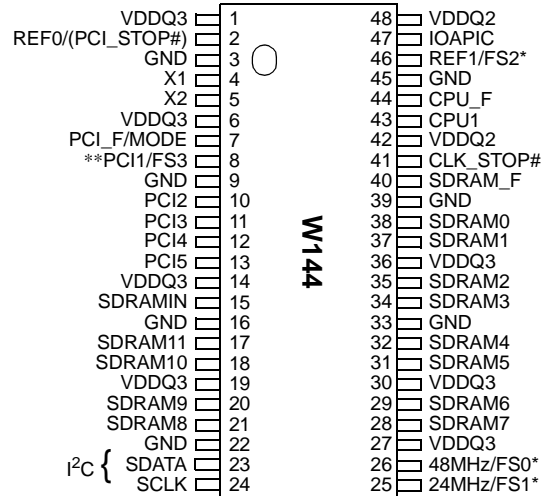 VDDQ3 1 48 VDDQ2
REF0/(PCI_STOP#) 2 47 IOAPIC
GND 3 46 REF1/FS2*
X1 4 45 GND
X2 5 44 CPU_F
VDDQ3 6 43 CPU1
PCI_F/MODE 7 42 VDDQ2
**PCI1/FS3 8 41 CLK_STOP#
GND 9 40 SDRAM_F
PCI2 10 39 GND
PCI3 11 38 SDRAM0
PCI4 12 37 SDRAM1
PCI5 13 36 VDDQ3
VDDQ3 14 35 SDRAM2
SDRAMIN 15 34 SDRAM3
GND 16 33 GND
SDRAM11 17 32 SDRAM4
SDRAM10 18 31 SDRAM5
VDDQ3 19 30 VDDQ3
SDRAM9 20 29 SDRAM6
SDRAM8 21 28 SDRAM7
GND 22 27 VDDQ3
I²C { SDATA 23 26 48MHz/FS0*
SCLK 24 25 24MHz/FS1*
W144